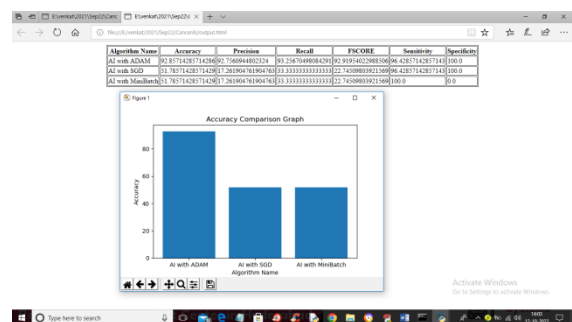 E:\venkat\2021\Sep22\Canc
E:\venkat\2021\Sep22\
file:///E:/venkat/2021/Sep22/CancerAI/output.html
Algorithm Name Accuracy Precision Recall FSCORE Sensitivity Specificity
AI with ADAM 92.85714285714286 92.7560944802324 93.25670498084291 92.91954022988506 96.42857142857143 100.0
AI with SGD 51.78571428571429 17.261904761904763 33.33333333333333 22.74509803921569 96.42857142857143 100.0
AI with MiniBatch 51.78571428571429 17.261904761904763 33.33333333333333 22.74509803921569 100.0 0.0
Figure 1
Accuracy Comparison Graph
80
60
40
20
0
Accuracy
AI with ADAM AI with SGD AI with MiniBatch
Algorithm Name
Activate Windows
Go to Settings to activate Windows.
Type here to search